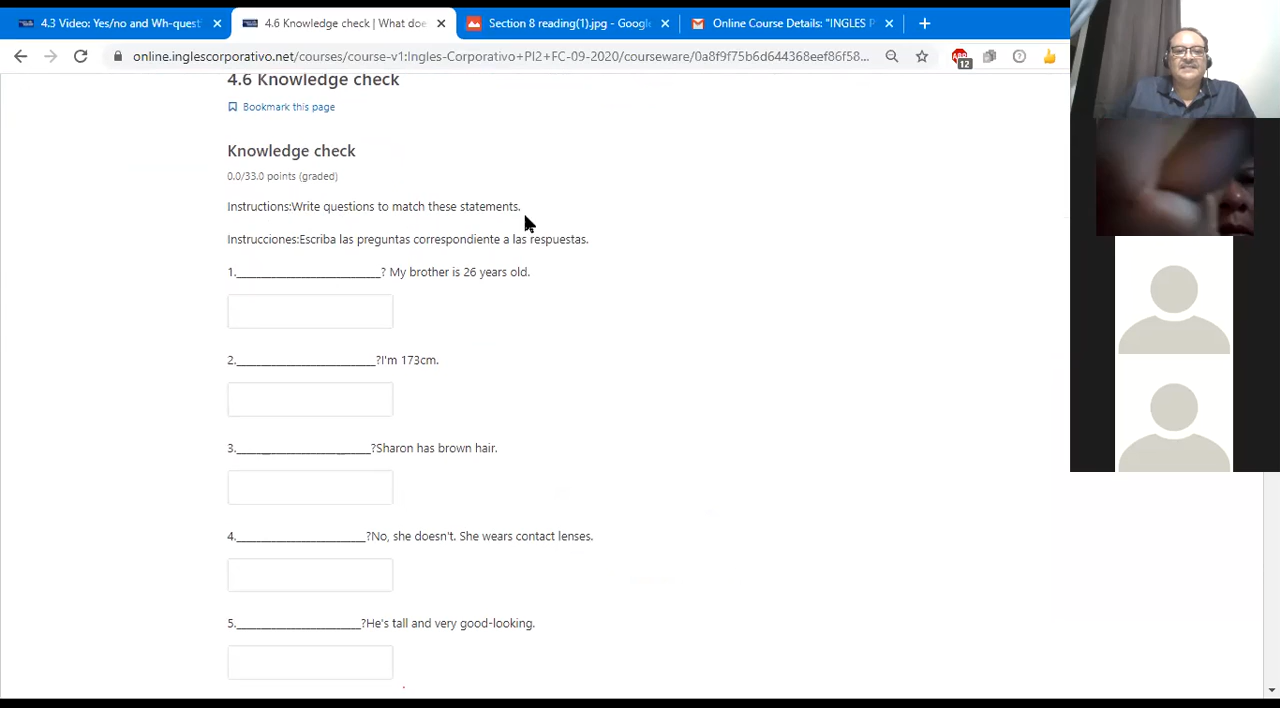 4.3 Video: Yes/no and Wh-quest
4.6 Knowledge check | What doe
Section 8 reading(1).jpg - Googl
Online Course Details: "INGLES P
online.inglescorporativo.net/courses/course-v1:Ingles-Corporativo+PI2+FC-09-2020/courseware/0a8f9f75b6d644368eef86f58...
12
4.6 Knowledge check
Bookmark this page
Knowledge check
0.0/33.0 points (graded)
Instructions:Write questions to match these statements.
Instrucciones:Escriba las preguntas correspondiente a las respuestas.
1.__________________________? My brother is 26 years old.
2._________________________?I'm 173cm.
3.________________________?Sharon has brown hair.
4._______________________?No, she doesn't. She wears contact lenses.
5.______________________?He's tall and very good-looking.